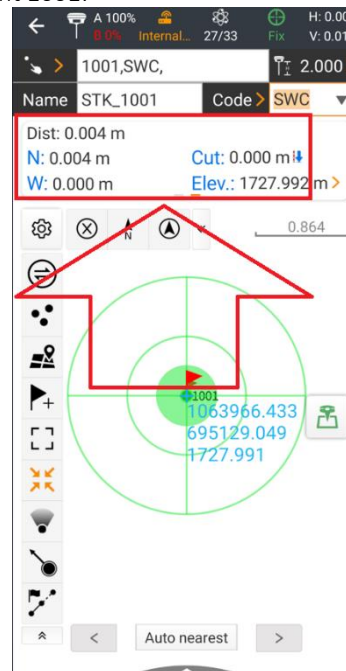 A 100%
H: 0.00
B 0% Internal... 27/33 Fix V: 0.01
1001,SWC, 2.000
Name STK_1001 Code SWC
Dist: 0.004 m
N: 0.004 m Cut: 0.000 m
W: 0.000 m Elev.: 1727.992 m
N 0.864
1001
1063966.433
695129.049
1727.991
Auto nearest